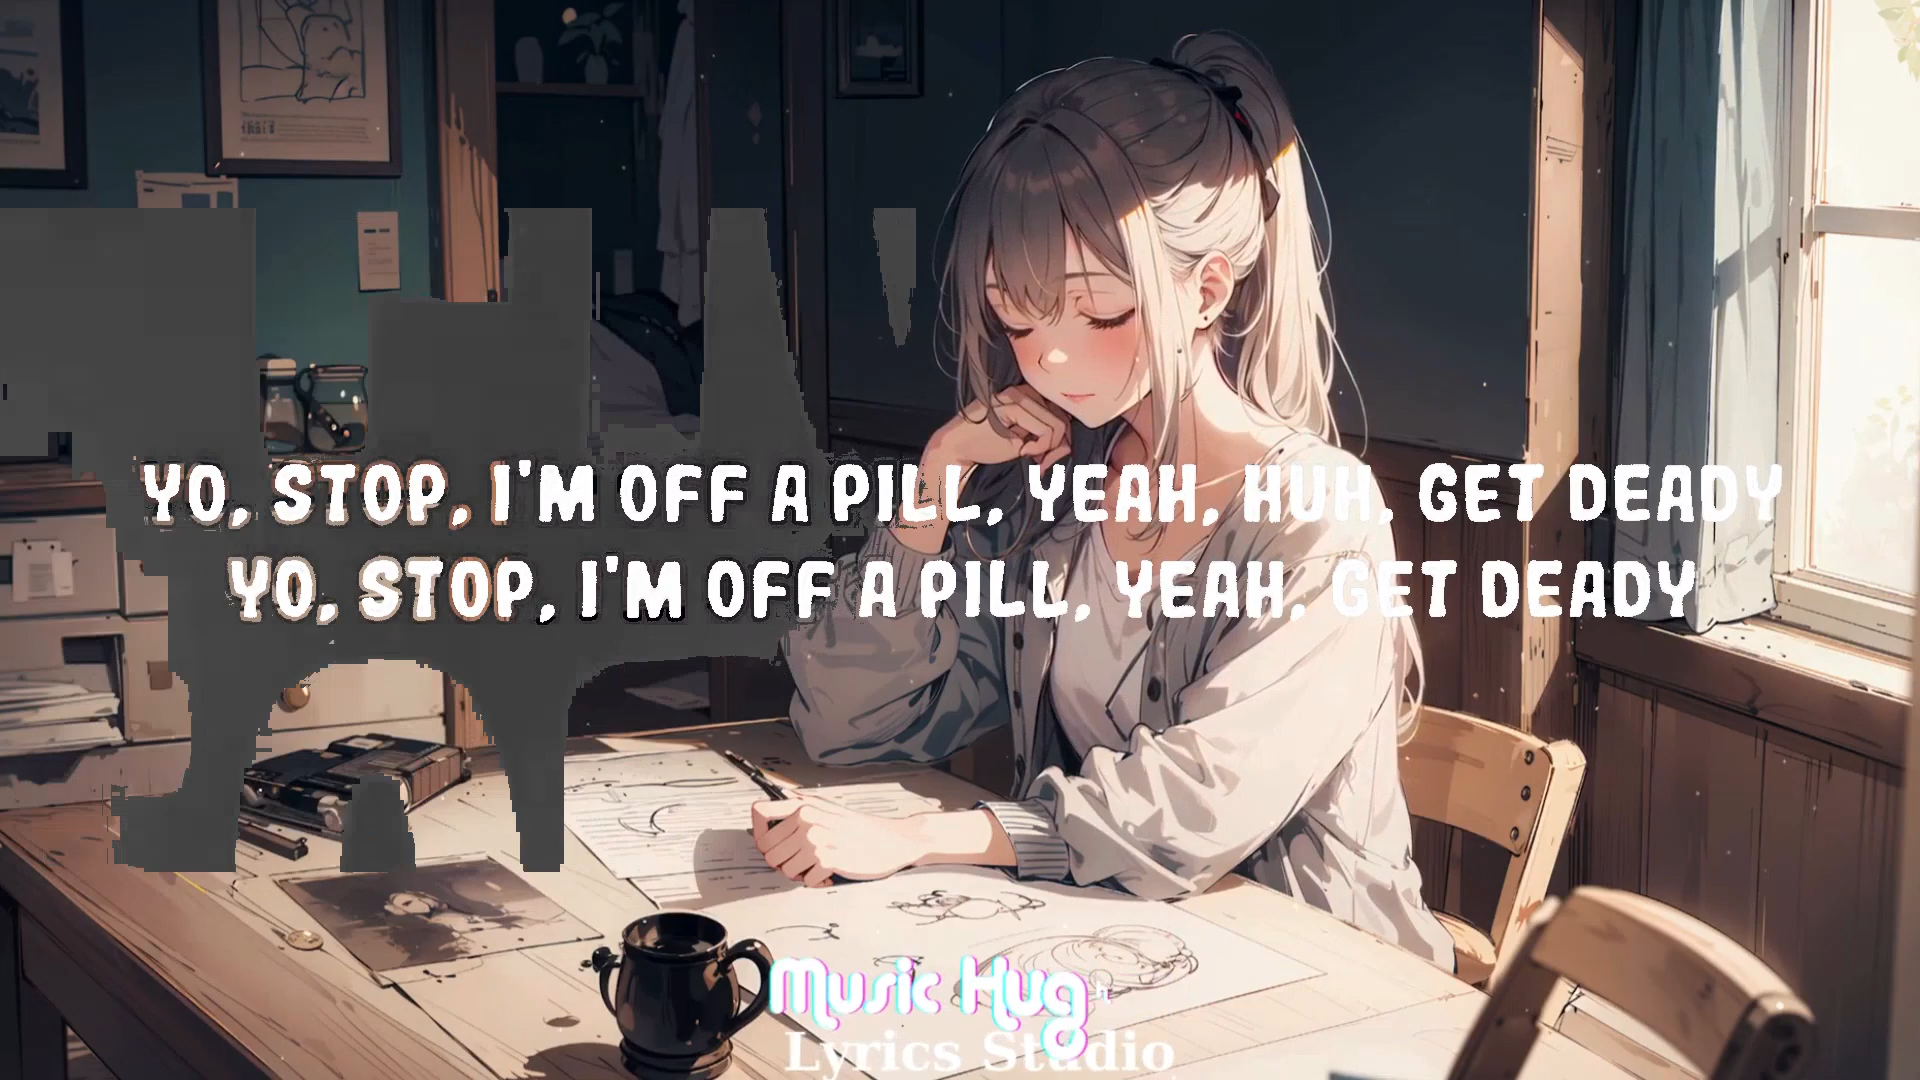 YO, STOP, I'M OFF A PILL, YEAH, HUH, GET DEADY
YO, STOP, I'M OFF A PILL, YEAH, GET DEADY
Music Hug
Lyrics Studio